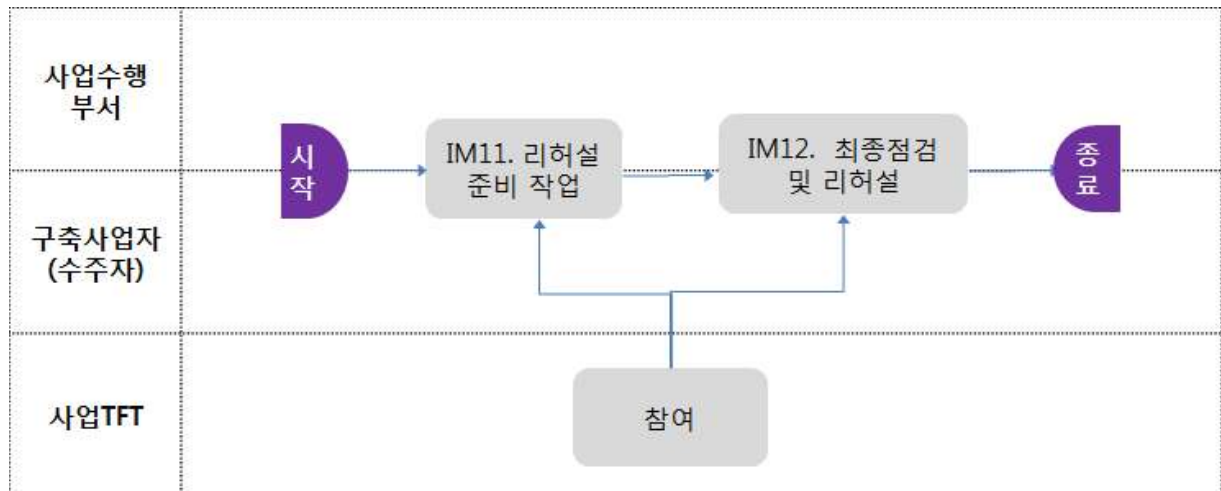 사업수행
부서
시
작
IM11. 리허설
준비 작업
IM12. 최종점검
및 리허설
종
료
구축사업자
(수주자)
사업TFT
참여